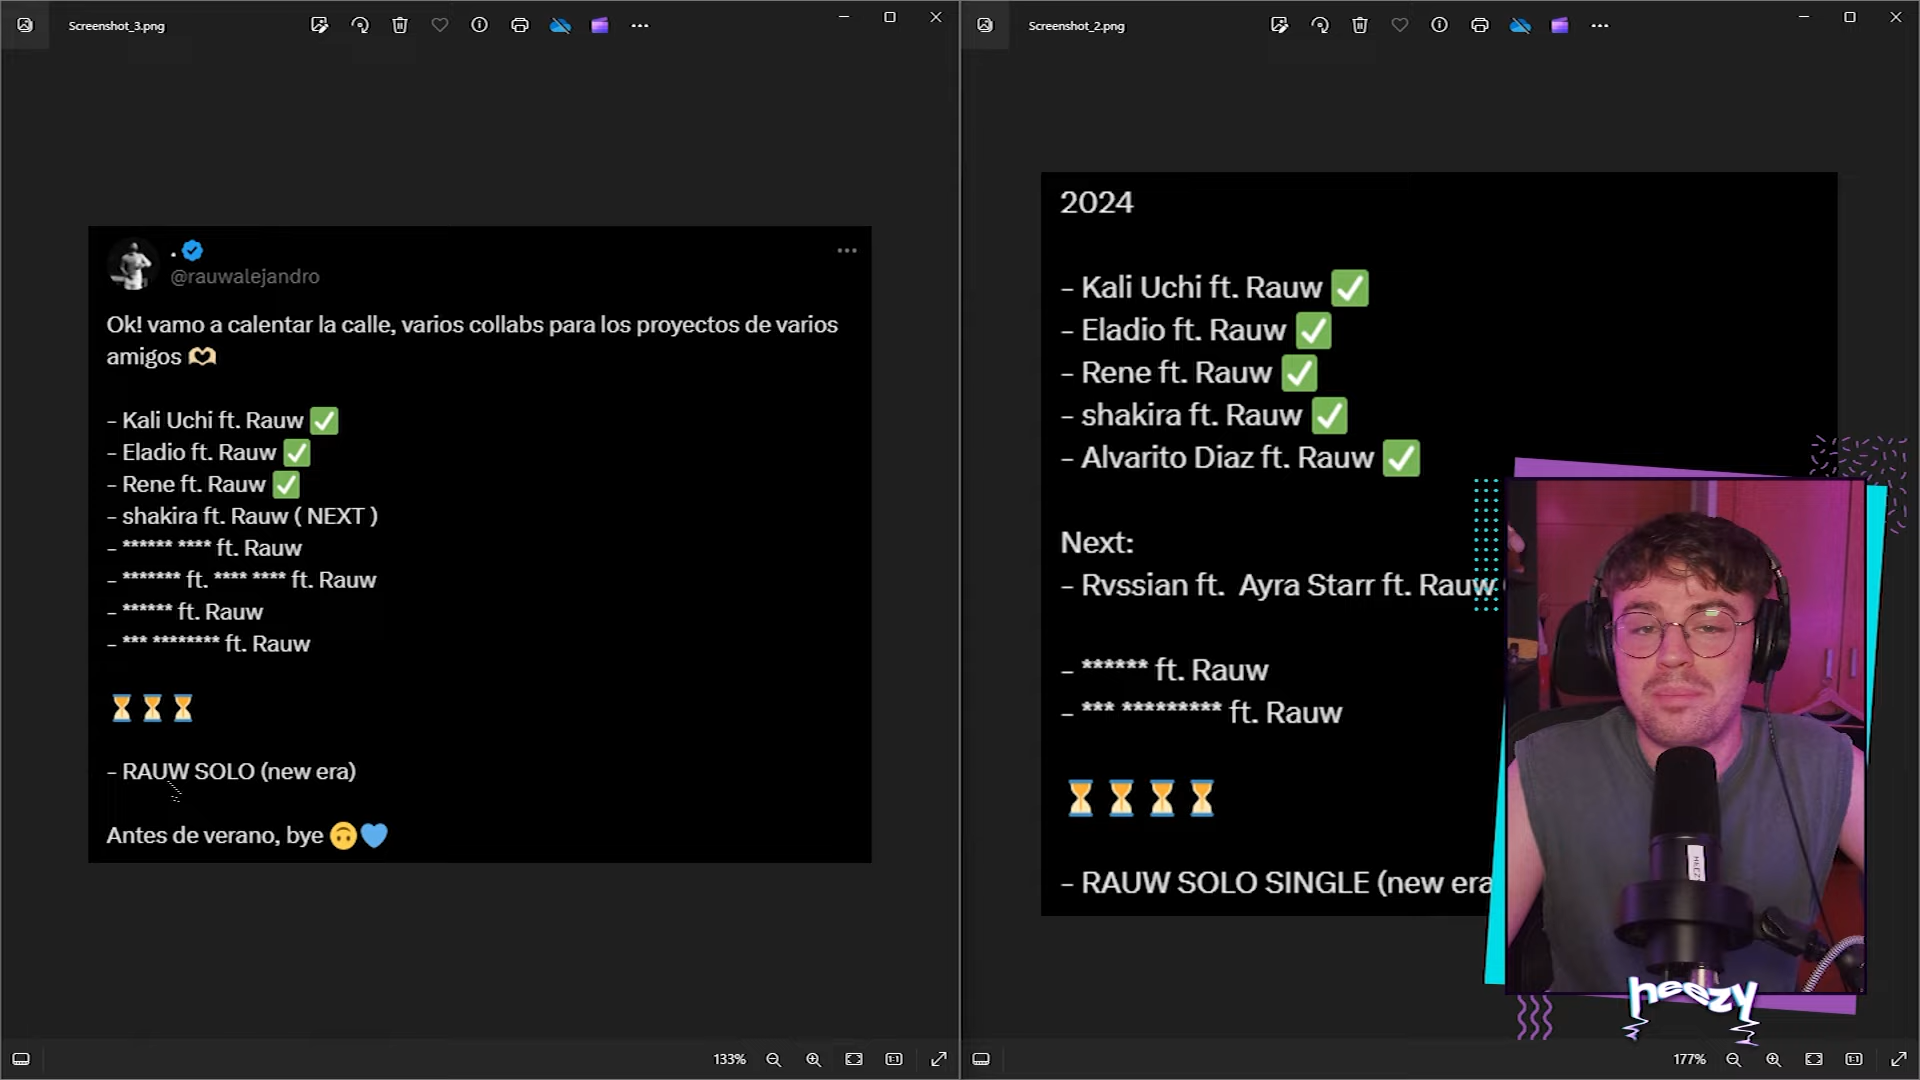 Screenshot_3.png
.
@rauwalejandro
Ok! vamo a calentar la calle, varios collabs para los proyectos de varios
amigos 🫶🏻
- Kali Uchi ft. Rauw ✅
- Eladio ft. Rauw ✅
- Rene ft. Rauw ✅
- shakira ft. Rauw ( NEXT )
- ****** **** ft. Rauw
- ******* ft. **** **** ft. Rauw
- ****** ft. Rauw
- *** ******** ft. Rauw
⏳⏳⏳
- RAUW SOLO (new era)
Antes de verano, bye 🙃💙
133%
Screenshot_2.png
2024
- Kali Uchi ft. Rauw ✅
- Eladio ft. Rauw ✅
- Rene ft. Rauw ✅
- shakira ft. Rauw ✅
- Alvarito Diaz ft. Rauw ✅
Next:
- Rvssian ft. Ayra Starr ft. Rauw
- ****** ft. Rauw
- *** ********* ft. Rauw
⏳⏳⏳⏳
- RAUW SOLO SINGLE (new era
heezy
177%